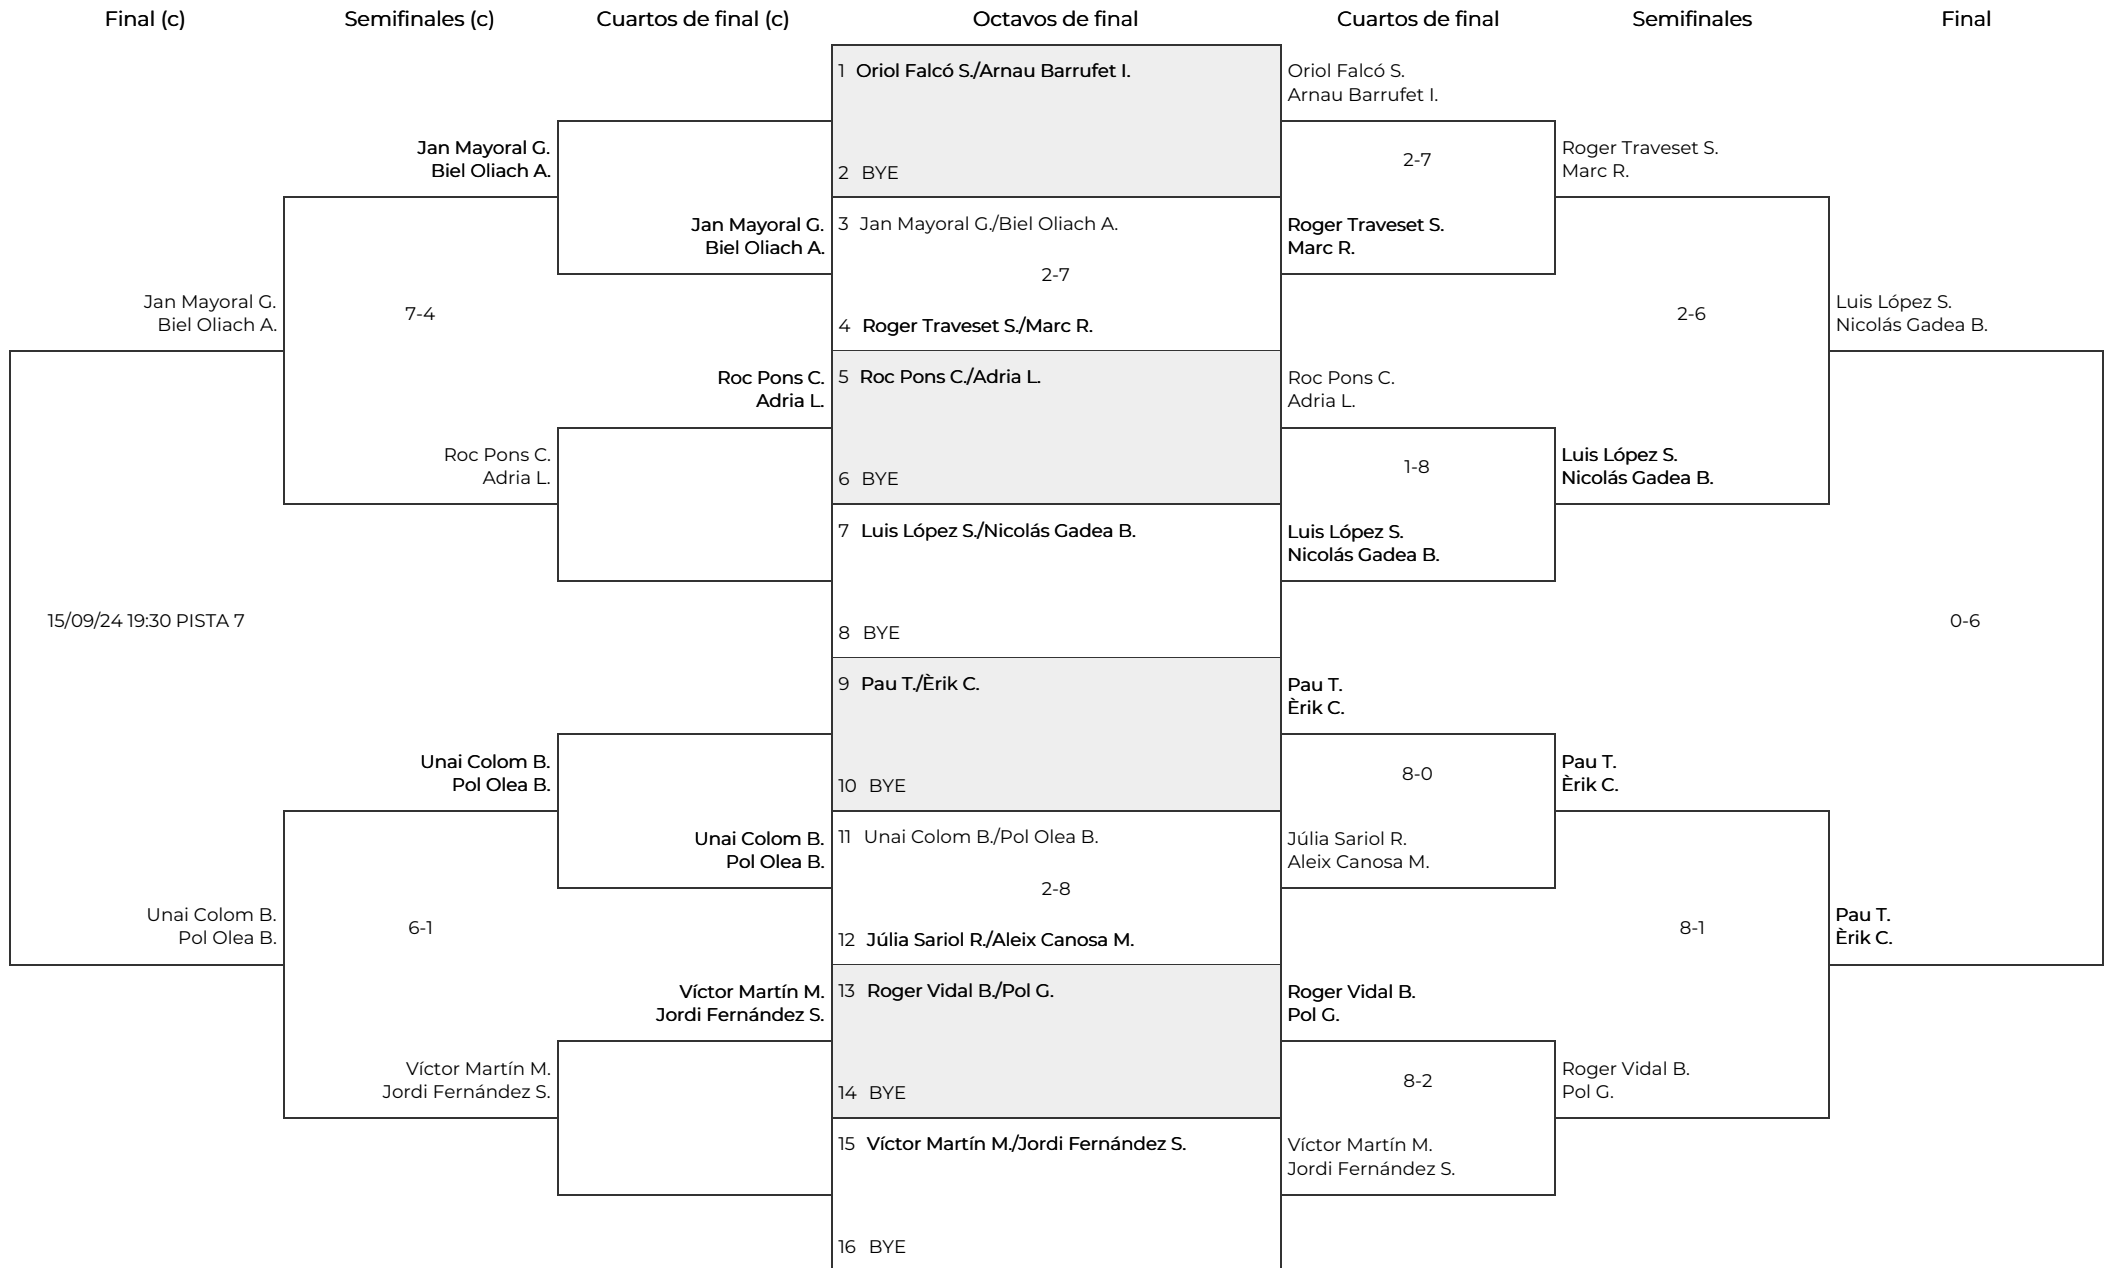 Final (c)
Semifinales (c)
Cuartos de final (c)
Octavos de final
Cuartos de final
Semifinales
Final
Jan Mayoral G.
Biel Oliach A.
15/09/24 19:30 PISTA 7
Unai Colom B.
Pol Olea B.
Jan Mayoral G.
Biel Oliach A.
7-4
Roc Pons C.
Adria L.
Unai Colom B.
Pol Olea B.
6-1
Víctor Martín M.
Jordi Fernández S.
Jan Mayoral G.
Biel Oliach A.
Roc Pons C.
Adria L.
Unai Colom B.
Pol Olea B.
Víctor Martín M.
Jordi Fernández S.
1 Oriol Falcó S./Arnau Barrufet I.
2 BYE
3 Jan Mayoral G./Biel Oliach A.
2-7
4 Roger Traveset S./Marc R.
5 Roc Pons C./Adria L.
6 BYE
7 Luis López S./Nicolás Gadea B.
8 BYE
9 Pau T./Èrik C.
10 BYE
11 Unai Colom B./Pol Olea B.
2-8
12 Júlia Sariol R./Aleix Canosa M.
13 Roger Vidal B./Pol G.
14 BYE
15 Víctor Martín M./Jordi Fernández S.
16 BYE
Oriol Falcó S.
Arnau Barrufet I.
2-7
Roger Traveset S.
Marc R.
Roc Pons C.
Adria L.
1-8
Luis López S.
Nicolás Gadea B.
Pau T.
Èrik C.
8-0
Júlia Sariol R.
Aleix Canosa M.
Roger Vidal B.
Pol G.
8-2
Víctor Martín M.
Jordi Fernández S.
Roger Traveset S.
Marc R.
2-6
Luis López S.
Nicolás Gadea B.
Pau T.
Èrik C.
8-1
Roger Vidal B.
Pol G.
Luis López S.
Nicolás Gadea B.
0-6
Pau T.
Èrik C.